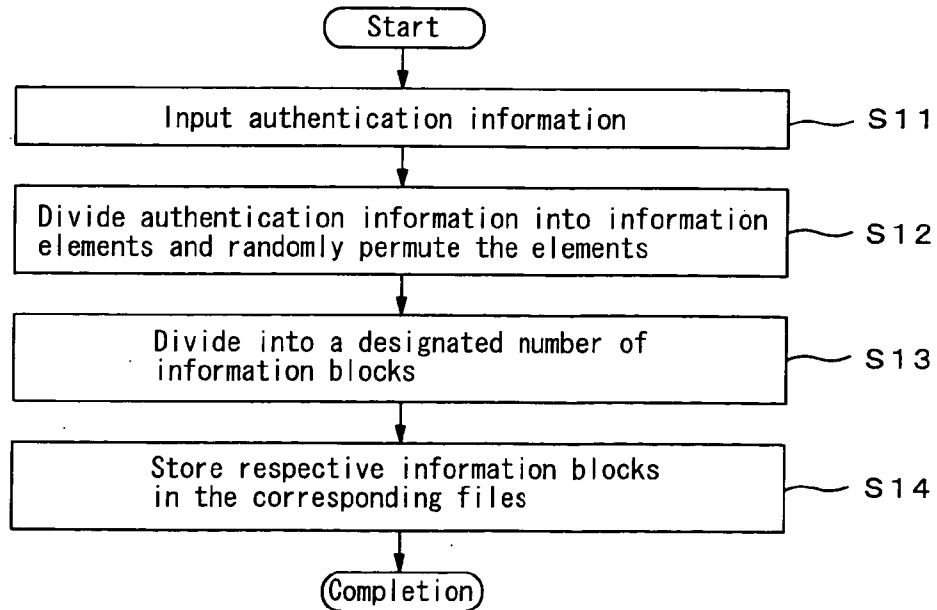 Start
Input authentication information
S11
Divide authentication information into information
elements and randomly permute the elements
S12
Divide into a designated number of
information blocks
S13
Store respective information blocks
in the corresponding files
S14
Completion